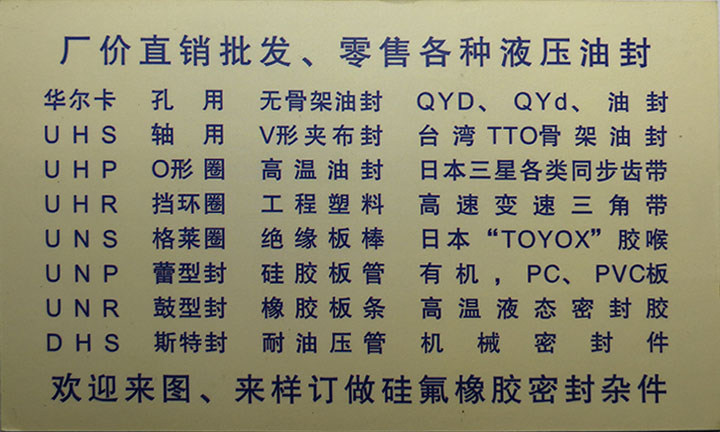 厂价直销批发、零售各种液压油封
华尔卡 孔用 无骨架油封 QYD、QYd、油封
UHS 轴用 V形夹布封 台湾TTO骨架油封
UHP O形圈 高温油封 日本三星各类同步齿带
UHR 挡环圈 工程塑料 高速变速三角带
UNS 格莱圈 绝缘板棒 日本“TOYOX”胶喉
UNP 蕾型封 硅胶板管 有机，PC、PVC板
UNR 鼓型封 橡胶板条 高温液态密封胶
DHS 斯特封 耐油压管 机械密封件
欢迎来图、来样订做硅氟橡胶密封杂件